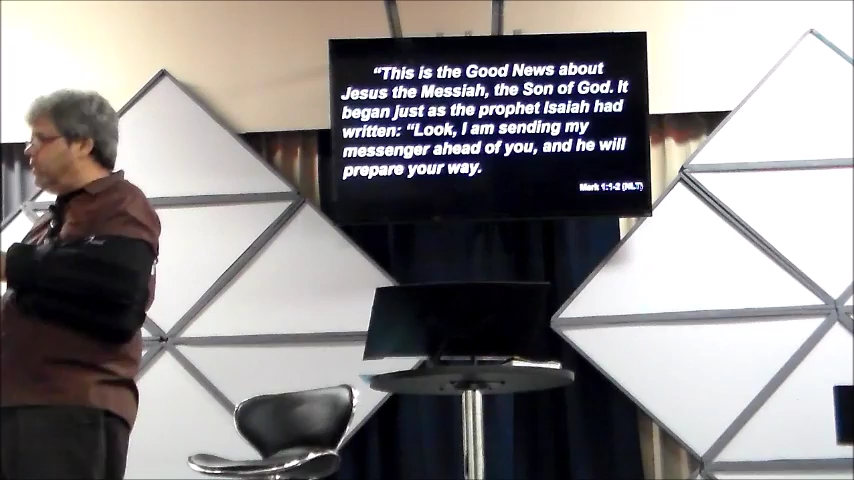 “This is the Good News about
Jesus the Messiah, the Son of God. It
began just as the prophet Isaiah had
written: “Look, I am sending my
messenger ahead of you, and he will
prepare your way.
Mark 1:1-2 (NLT)